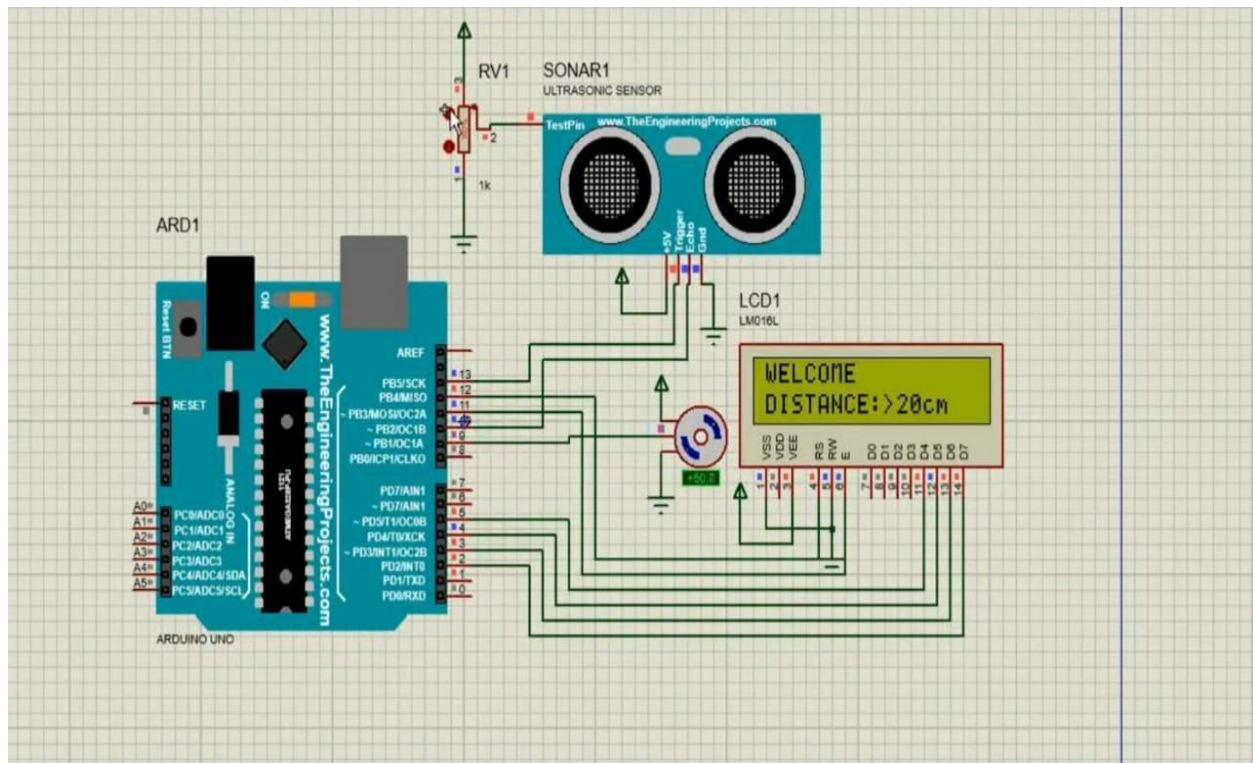 RV1
3
2
1
1k
SONAR1
ULTRASONIC SENSOR
TestPin
www.TheEngineeringProjects.com
+5V
Trigger
Echo
Gnd
ARD1
Reset BTN
ON
www.TheEngineeringProjects.com
RESET
ANALOG IN
1121
A0
A1
A2
A3
A4
A5
PC0/ADC0
PC1/ADC1
PC2/ADC2
PC3/ADC3
PC4/ADC4/SDA
PC5/ADC5/SCL
AREF
PB5/SCK 13
PB4/MISO 12
~ PB3/MOSI/OC2A 11
~ PB2/OC1B
~ PB1/OC1A 9
PB0/ICP1/CLKO 8
PD7/AIN1 7
~ PD7/AIN1 6
~ PD5/T1/OC0B 5
PD4/T0/XCK 4
~ PD3/INT1/OC2B 3
PD2/INT0 2
PD1/TXD 1
PD0/RXD 0
ARDUINO UNO
LCD1
LM016L
WELCOME
DISTANCE:>20cm
VSS
VDD
VEE
RS
RW
E
D0
D1
D2
D3
D4
D5
D6
D7
1
2
3
4
5
6
7
8
9
10
11
12
13
14